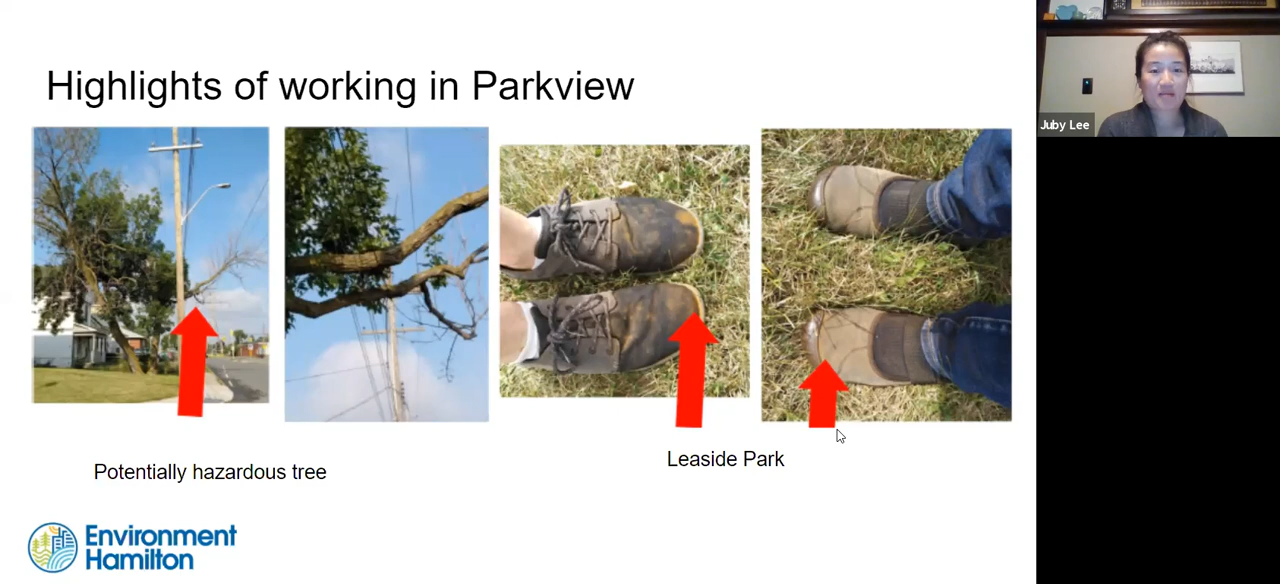 Highlights of working in Parkview
Juby Lee
Potentially hazardous tree
Leaside Park
Environment
Hamilton